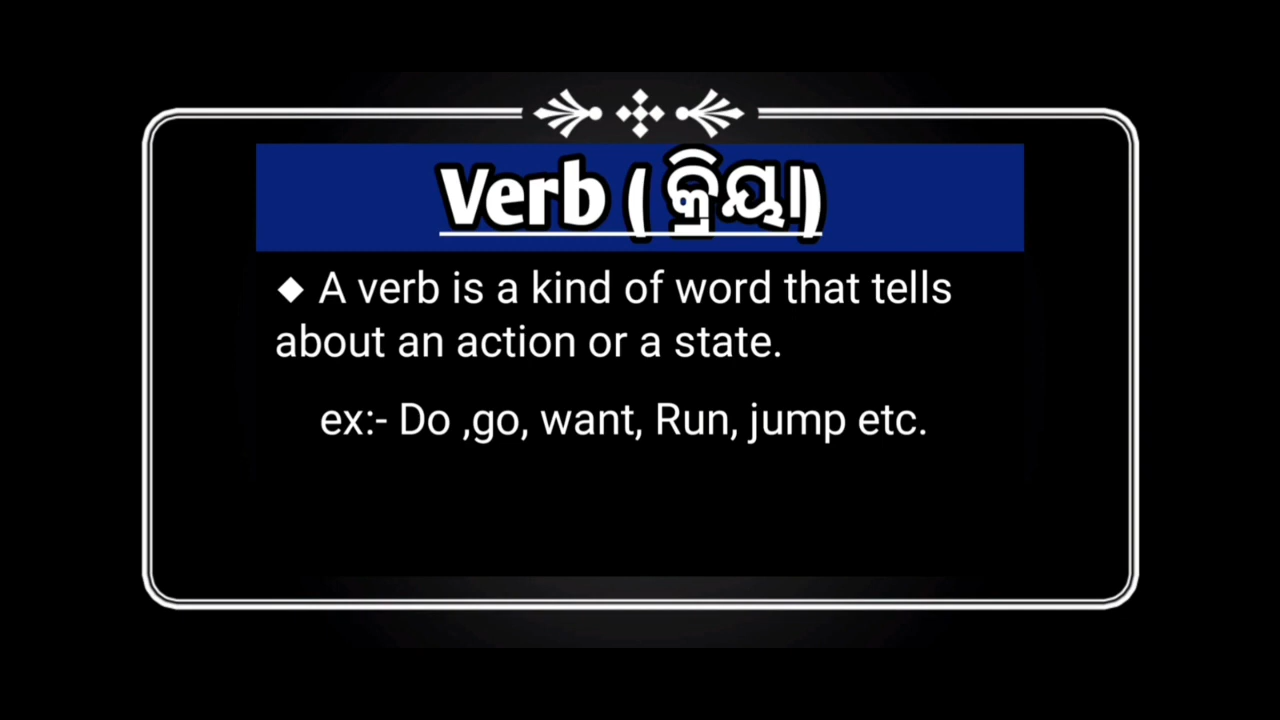 Verb ( କ୍ରିୟା)
◆ A verb is a kind of word that tells
about an action or a state.
ex:- Do ,go, want, Run, jump etc.